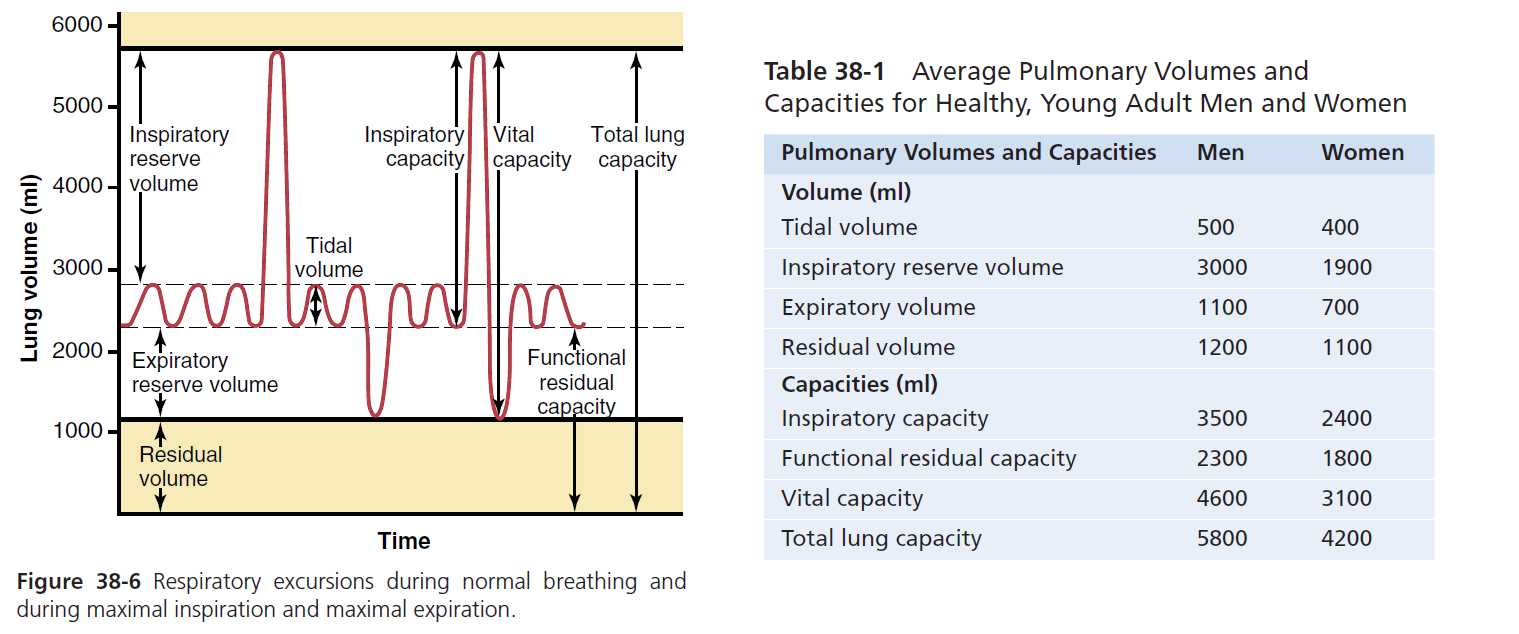 6000
5000
4000
3000
2000
1000
Lung volume (ml)
Inspiratory
reserve
volume
Inspiratory
capacity
Vital
capacity
Total lung
capacity
Tidal
volume
Expiratory
reserve volume
Functional
residual
capacity
Residual
volume
Time
Figure 38-6 Respiratory excursions during normal breathing and
during maximal inspiration and maximal expiration.
Table 38-1 Average Pulmonary Volumes and
Capacities for Healthy, Young Adult Men and Women
Pulmonary Volumes and Capacities Men Women
Volume (ml)
Tidal volume 500 400
Inspiratory reserve volume 3000 1900
Expiratory volume 1100 700
Residual volume 1200 1100
Capacities (ml)
Inspiratory capacity 3500 2400
Functional residual capacity 2300 1800
Vital capacity 4600 3100
Total lung capacity 5800 4200